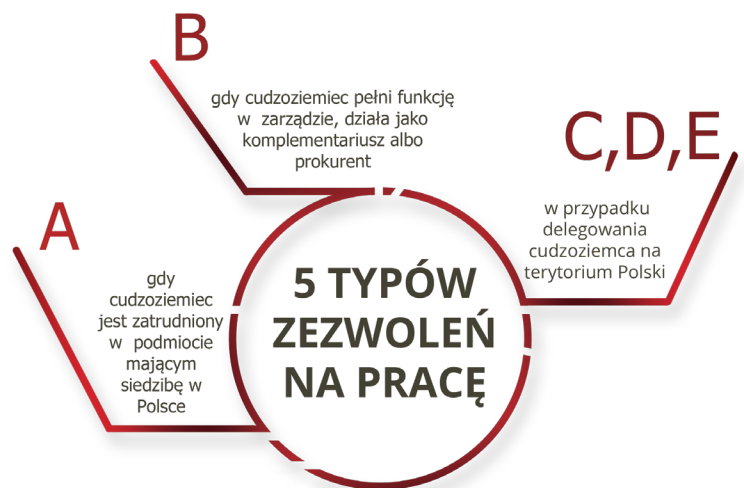 B
gdy cudzoziemiec pełni funkcję
w zarządzie, działa jako
komplementariusz albo
prokurent
C,D,E
w przypadku
delegowania
cudzoziemca na
terytorium Polski
A
gdy
cudzoziemiec
jest zatrudniony
w podmiocie
mającym
siedzibę w
Polsce
5 TYPÓW
ZEZWOLEŃ
NA PRACĘ